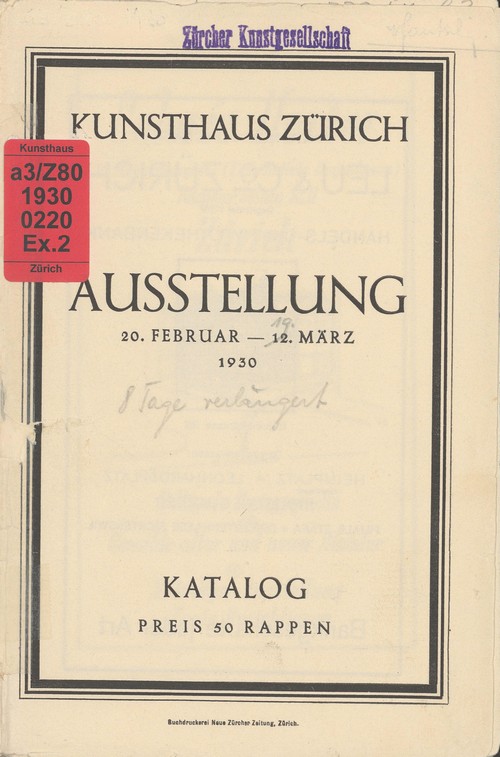 Zürcher Kunstgesellschaft
KUNSTHAUS ZÜRICH
Kunsthaus
a3/Z80
1930
0220
Ex.2
Zürich
AUSSTELLUNG
19.
20. FEBRUAR — 12. MÄRZ
1930
8 Tage verlängert
KATALOG
PREIS 50 RAPPEN
Buchdruckerei Neue Zürcher Zeitung, Zürich.